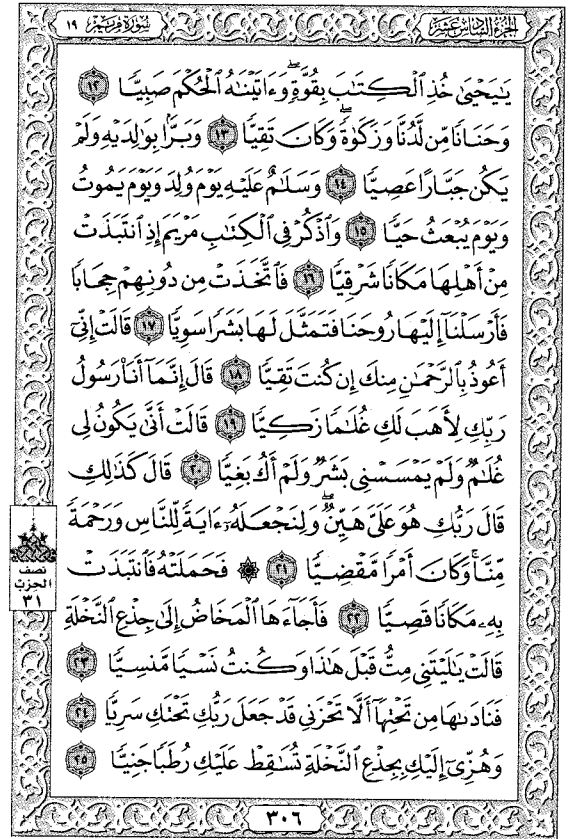 الجزء السادس عشر
سورة مريم ١٩
يَٰيَحْيَىٰ خُذِ ٱلْكِتَٰبَ بِقُوَّةٍ ۖ وَءَاتَيْنَٰهُ ٱلْحُكْمَ صَبِيًّا ١٢
وَحَنَانًا مِّن لَّدُنَّا وَزَكَوٰةً ۖ وَكَانَ تَقِيًّا ١٣ وَبَرًّۢا بِوَٰلِدَيْهِ وَلَمْ
يَكُن جَبَّارًا عَصِيًّا ١٤ وَسَلَٰمٌ عَلَيْهِ يَوْمَ وُلِدَ وَيَوْمَ يَمُوتُ
وَيَوْمَ يُبْعَثُ حَيًّا ١٥ وَٱذْكُرْ فِى ٱلْكِتَٰبِ مَرْيَمَ إِذِ ٱنتَبَذَتْ
مِنْ أَهْلِهَا مَكَانًا شَرْقِيًّا ١٦ فَٱتَّخَذَتْ مِن دُونِهِمْ حِجَابًا
فَأَرْسَلْنَآ إِلَيْهَا رُوحَنَا فَتَمَثَّلَ لَهَا بَشَرًا سَوِيًّا ١٧ قَالَتْ إِنِّىٓ
أَعُوذُ بِٱلرَّحْمَٰنِ مِنكَ إِن كُنتَ تَقِيًّا ١٨ قَالَ إِنَّمَآ أَنَا۠ رَسُولُ
رَبِّكِ لِأَهَبَ لَكِ غُلَٰمًا زَكِيًّا ١٩ قَالَتْ أَنَّىٰ يَكُونُ لِى
غُلَٰمٌ وَلَمْ يَمْسَسْنِى بَشَرٌ وَلَمْ أَكُ بَغِيًّا ٢٠ قَالَ كَذَٰلِكِ
قَالَ رَبُّكِ هُوَ عَلَىَّ هَيِّنٌ ۖ وَلِنَجْعَلَهُۥٓ ءَايَةً لِّلنَّاسِ وَرَحْمَةً
مِّنَّا ۚ وَكَانَ أَمْرًا مَّقْضِيًّا ٢١ ۞ فَحَمَلَتْهُ فَٱنتَبَذَتْ
بِهِۦ مَكَانًا قَصِيًّا ٢٢ فَأَجَآءَهَا ٱلْمَخَاضُ إِلَىٰ جِذْعِ ٱلنَّخْلَةِ
قَالَتْ يَٰلَيْتَنِى مِتُّ قَبْلَ هَٰذَا وَكُنتُ نَسْيًا مَّنسِيًّا ٢٣
فَنَادَىٰهَا مِن تَحْتِهَآ أَلَّا تَحْزَنِى قَدْ جَعَلَ رَبُّكِ تَحْتَكِ سَرِيًّا ٢٤
وَهُزِّىٓ إِلَيْكِ بِجِذْعِ ٱلنَّخْلَةِ تُسَٰقِطْ عَلَيْكِ رُطَبًا جَنِيًّا ٢٥
نصف
الحزب
٣١
٣٠٦